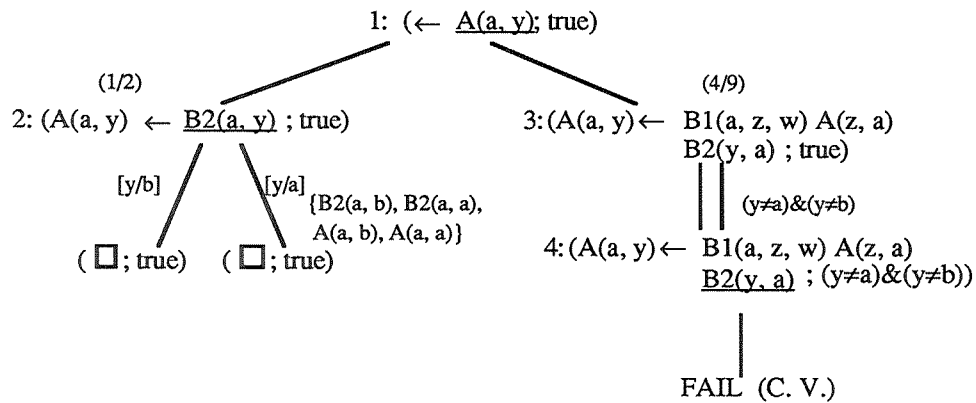 1: (← A(a, y); true)
(1/2)
(4/9)
2: (A(a, y) ← B2(a, y) ; true)
3:(A(a, y)← B1(a, z, w) A(z, a)
B2(y, a) ; true)
[y/b]
[y/a]
{B2(a, b), B2(a, a),
A(a, b), A(a, a)}
(y≠a)&(y≠b)
(□; true)
(□; true)
4:(A(a, y)← B1(a, z, w) A(z, a)
B2(y, a) ; (y≠a)&(y≠b))
FAIL (C. V.)